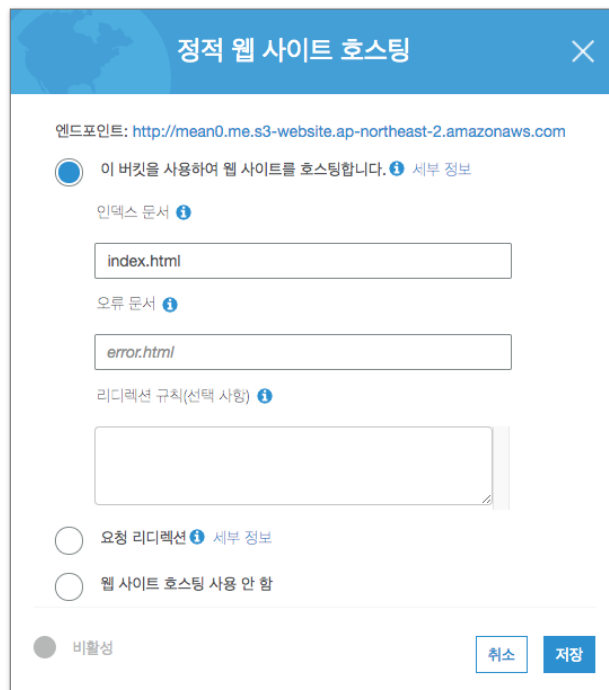 정적 웹 사이트 호스팅
엔드포인트: http://mean0.me.s3-website.ap-northeast-2.amazonaws.com
이 버킷을 사용하여 웹 사이트를 호스팅합니다. 세부 정보
인덱스 문서
index.html
오류 문서
error.html
리디렉션 규칙(선택 사항)
요청 리디렉션 세부 정보
웹 사이트 호스팅 사용 안 함
비활성
취소 저장